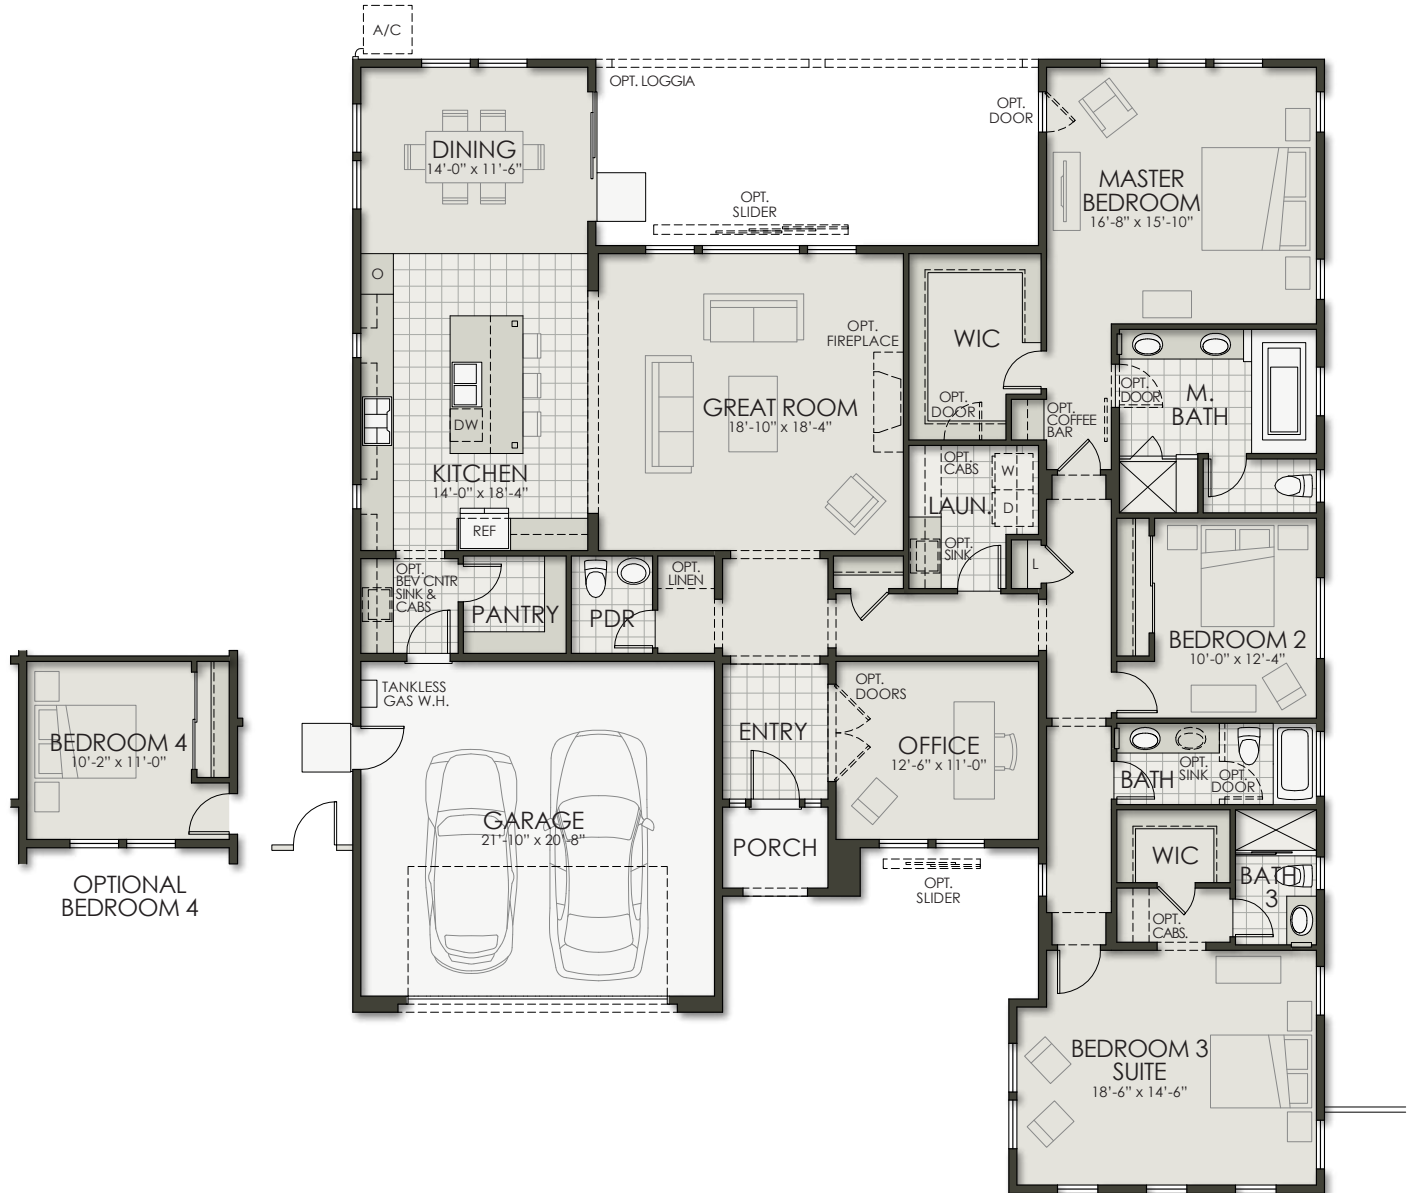 A/C
OPT. LOGGIA
OPT.
DOOR
DINING
14'-0" x 11'-6"
MASTER
BEDROOM
16'-8" x 15'-10"
OPT.
SLIDER
OPT.
FIREPLACE
WIC
GREAT ROOM
18'-10" x 18'-4"
OPT.
DOOR
OPT.
COFFEE
BAR
OPT.
DOOR
M.
BATH
DW
KITCHEN
14'-0" x 18'-4"
REF
OPT.
CABS
W
LAUN.
D
OPT.
SINK
L
OPT.
BEV CNTR
SINK &
CABS
PANTRY
PDR
OPT.
LINEN
BEDROOM 2
10'-0" x 12'-4"
TANKLESS
GAS W.H.
OPT.
DOORS
ENTRY
OFFICE
12'-6" x 11'-0"
BATH
OPT.
SINK
OPT.
DOOR
BEDROOM 4
10'-2" x 11'-0"
OPTIONAL
BEDROOM 4
GARAGE
21'-10" x 20'-8"
PORCH
OPT.
SLIDER
WIC
BATH
3
OPT.
CABS.
BEDROOM 3
SUITE
18'-6" x 14'-6"